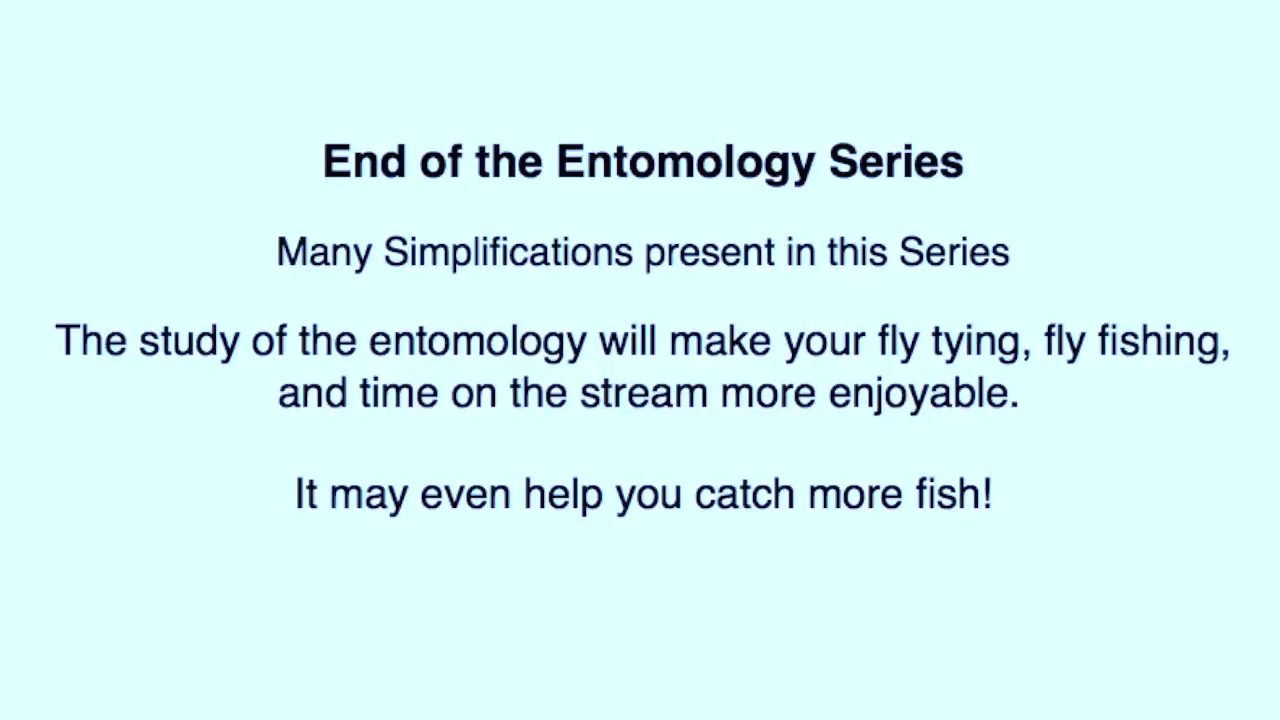 End of the Entomology Series
Many Simplifications present in this Series
The study of the entomology will make your fly tying, fly fishing,
and time on the stream more enjoyable.
It may even help you catch more fish!